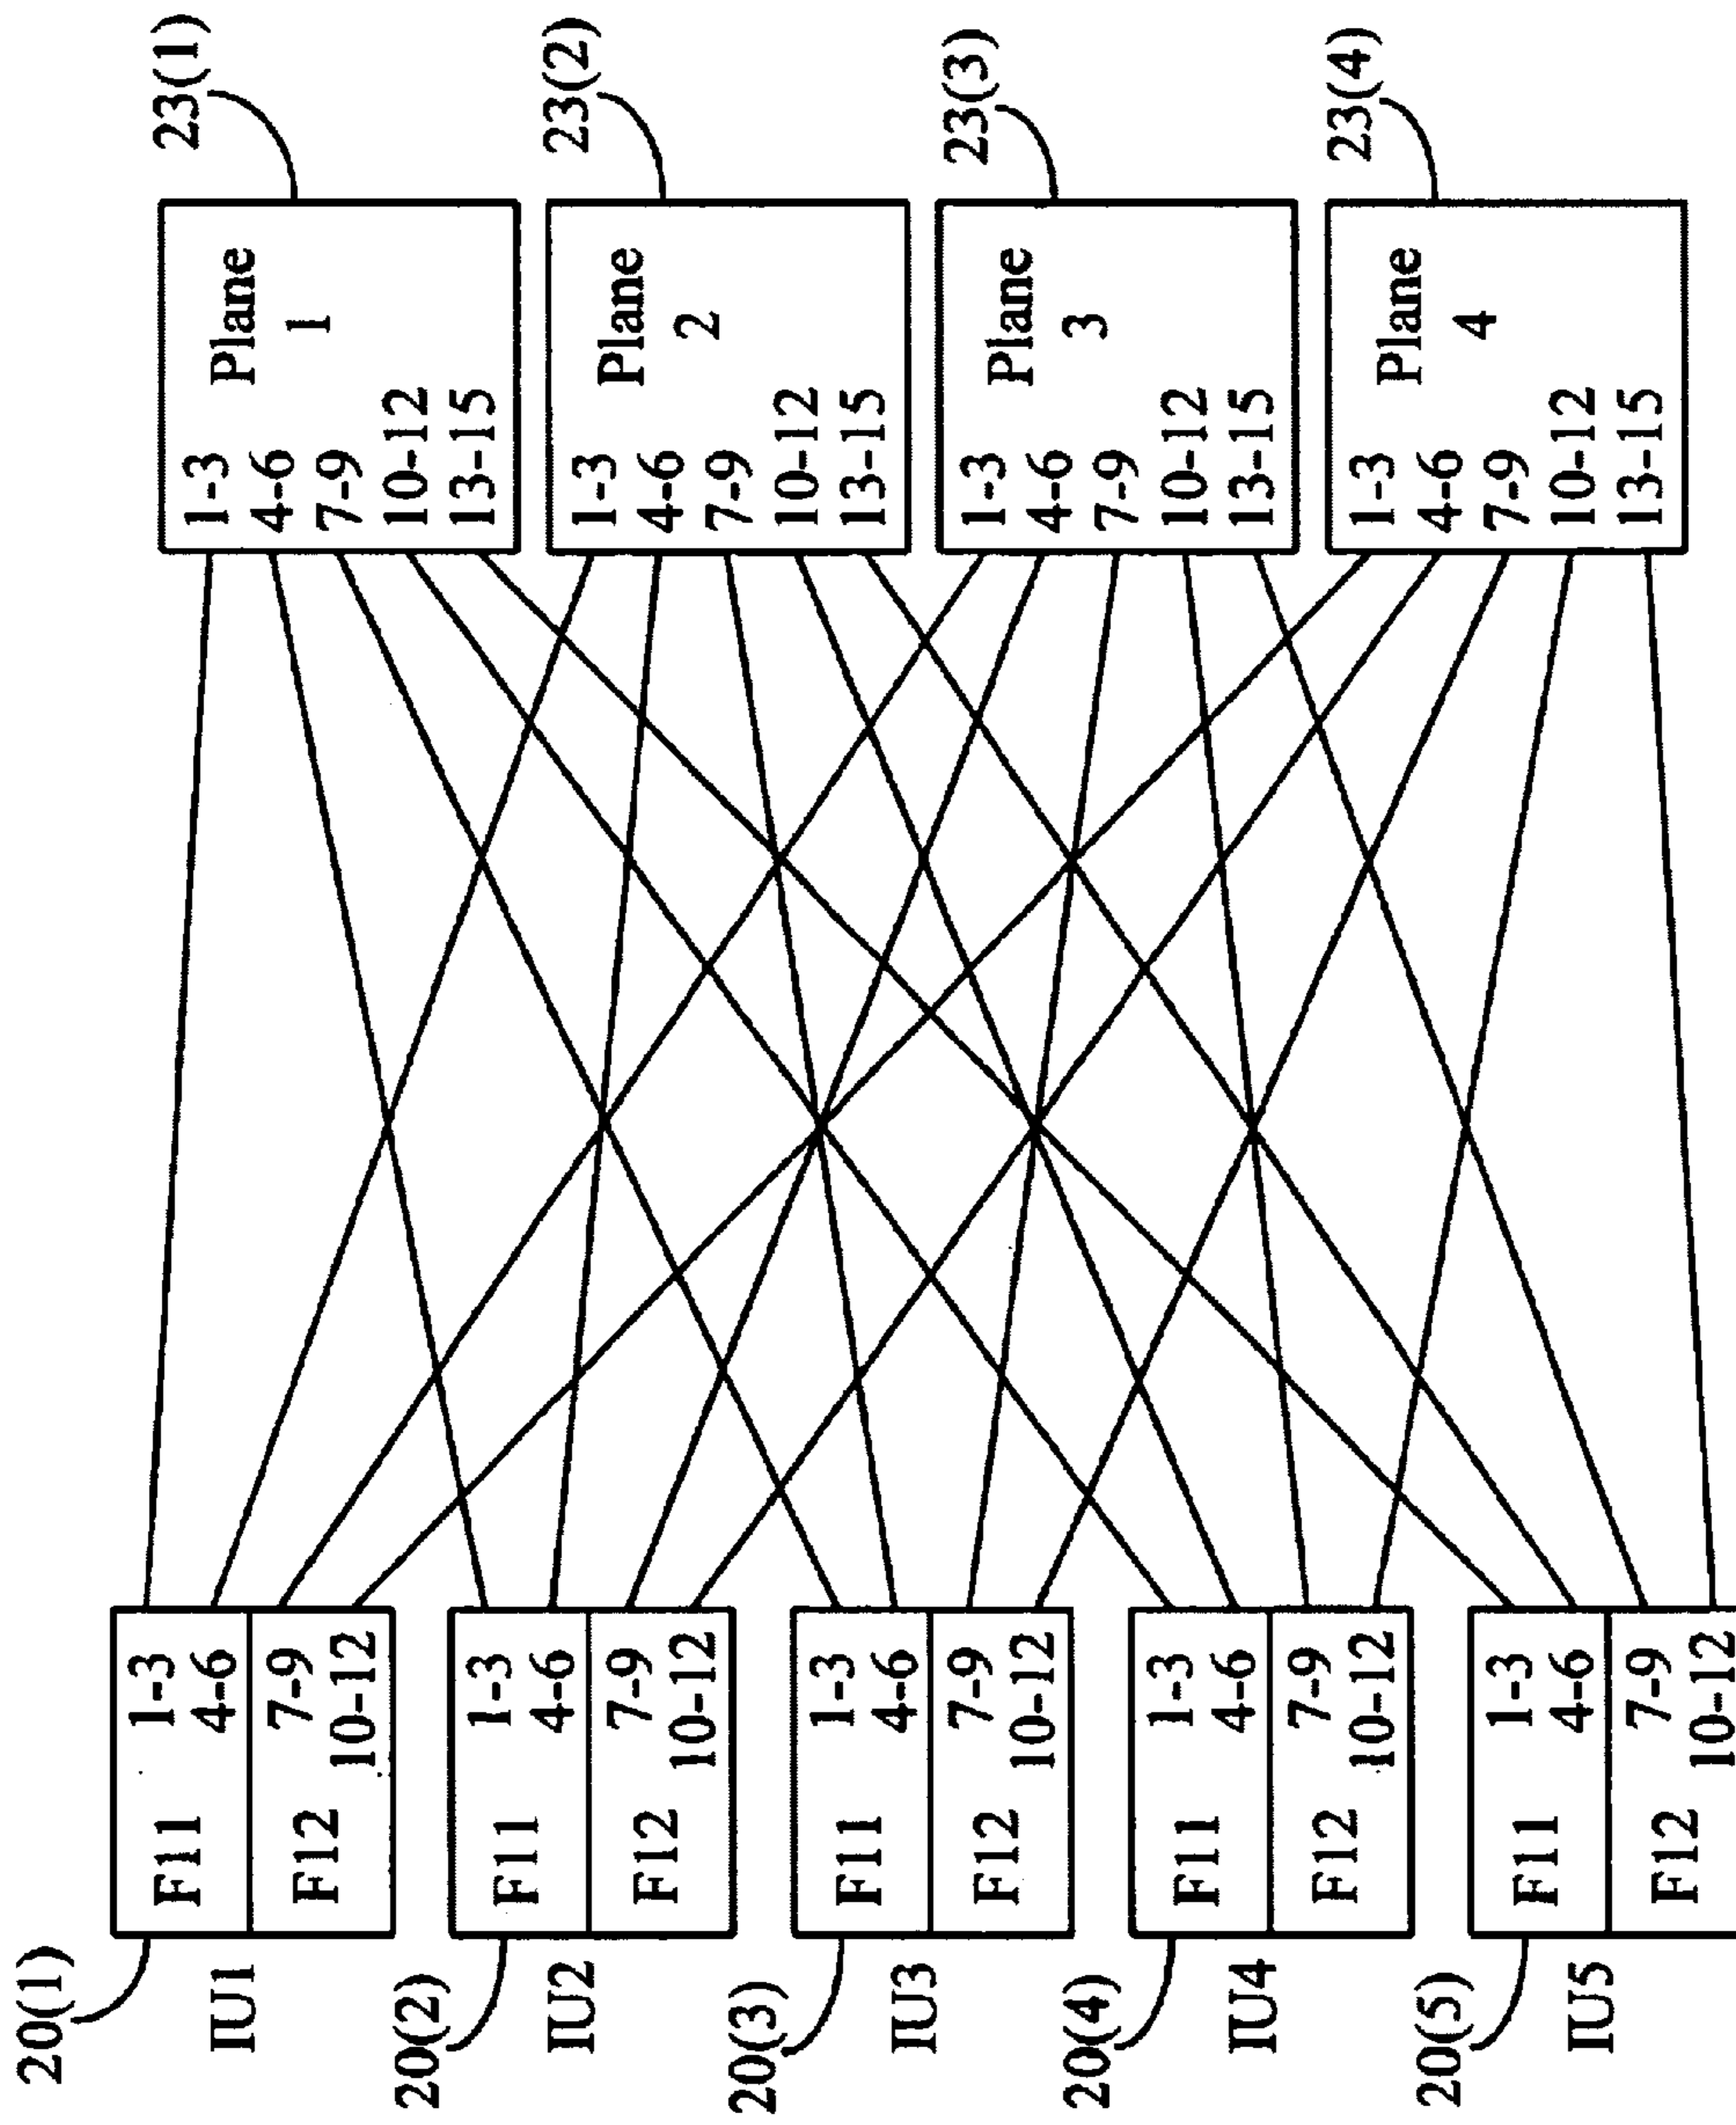 20(1)
IU1
F11 1-3
4-6
F12 7-9
10-12
20(2)
IU2
F11 1-3
4-6
F12 7-9
10-12
20(3)
IU3
F11 1-3
4-6
F12 7-9
10-12
20(4)
IU4
F11 1-3
4-6
F12 7-9
10-12
20(5)
IU5
F11 1-3
4-6
F12 7-9
10-12
23(1)
Plane
1
1-3
4-6
7-9
10-12
13-15
23(2)
Plane
2
1-3
4-6
7-9
10-12
13-15
23(3)
Plane
3
1-3
4-6
7-9
10-12
13-15
23(4)
Plane
4
1-3
4-6
7-9
10-12
13-15